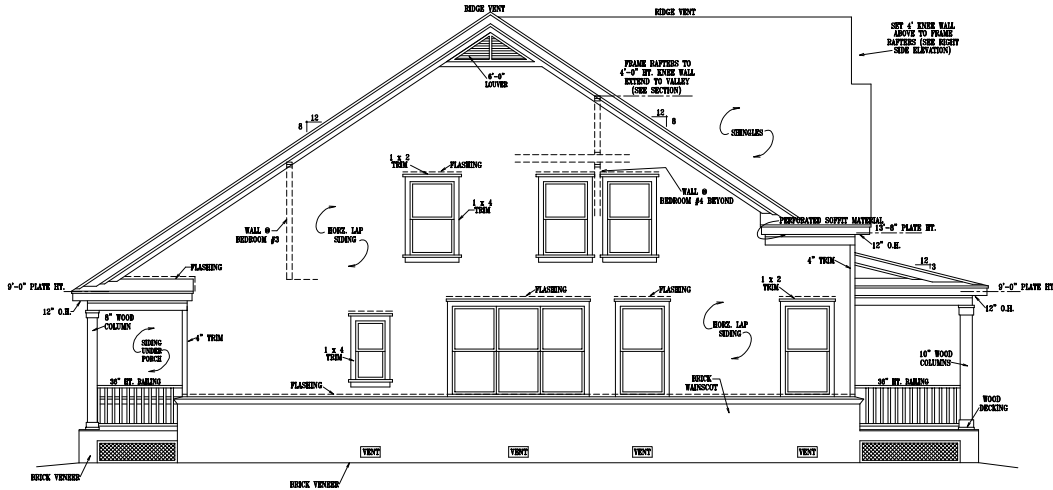 RIDGE VENT
RIDGE VENT
SET 4' KNEE WALL
ABOVE TO FRAME
RAFTERS (SEE RIGHT
SIDE ELEVATION)
FRAME RAFTERS TO
4'-0" HT. KNEE WALL
EXTEND TO VALLEY
(SEE SECTION)
6'-0"
LOUVER
12
8
12
8
SHINGLES
1 x 2
TRIM
FLASHING
1 x 4
TRIM
WALL @
BEDROOM #4 BEYOND
WALL @
BEDROOM #3
HORZ. LAP
SIDING
PERFORATED SOFFIT MATERIAL
13'-8" PLATE HT.
12" O.H.
4" TRIM
12
3
FLASHING
9'-0" PLATE HT.
12" O.H.
8" WOOD
COLUMN
SIDING
UNDER
PORCH
4" TRIM
36" HT. RAILING
FLASHING
1 x 4
TRIM
FLASHING
FLASHING
HORZ. LAP
SIDING
1 x 2
TRIM
9'-0" PLATE HT.
12" O.H.
10" WOOD
COLUMNS
36" HT. RAILING
WOOD
DECKING
BRICK
WAINSCOT
VENT
VENT
VENT
VENT
BRICK VENEER
BRICK VENEER